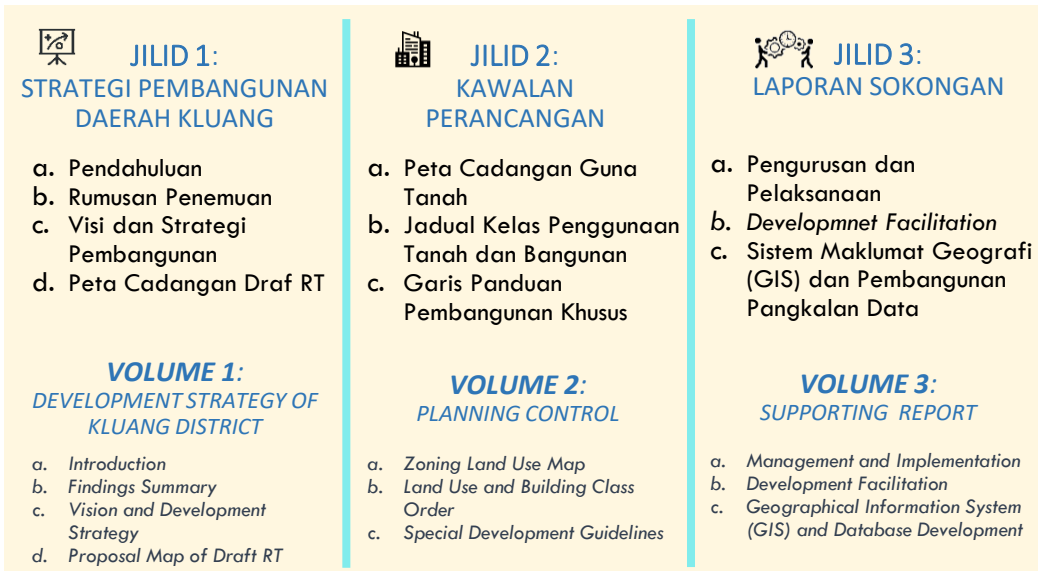 JILID 1:
STRATEGI PEMBANGUNAN
DAERAH KLUANG
a. Pendahuluan
b. Rumusan Penemuan
c. Visi dan Strategi
Pembangunan
d. Peta Cadangan Draf RT
VOLUME 1:
DEVELOPMENT STRATEGY OF
KLUANG DISTRICT
a. Introduction
b. Findings Summary
c. Vision and Development
Strategy
d. Proposal Map of Draft RT
JILID 2:
KAWALAN
PERANCANGAN
a. Peta Cadangan Guna
Tanah
b. Jadual Kelas Penggunaan
Tanah dan Bangunan
c. Garis Panduan
Pembangunan Khusus
VOLUME 2:
PLANNING CONTROL
a. Zoning Land Use Map
b. Land Use and Building Class
Order
c. Special Development Guidelines
JILID 3:
LAPORAN SOKONGAN
a. Pengurusan dan
Pelaksanaan
b. Developmnet Facilitation
c. Sistem Maklumat Geografi
(GIS) dan Pembangunan
Pangkalan Data
VOLUME 3:
SUPPORTING REPORT
a. Management and Implementation
b. Development Facilitation
c. Geographical Information System
(GIS) and Database Development